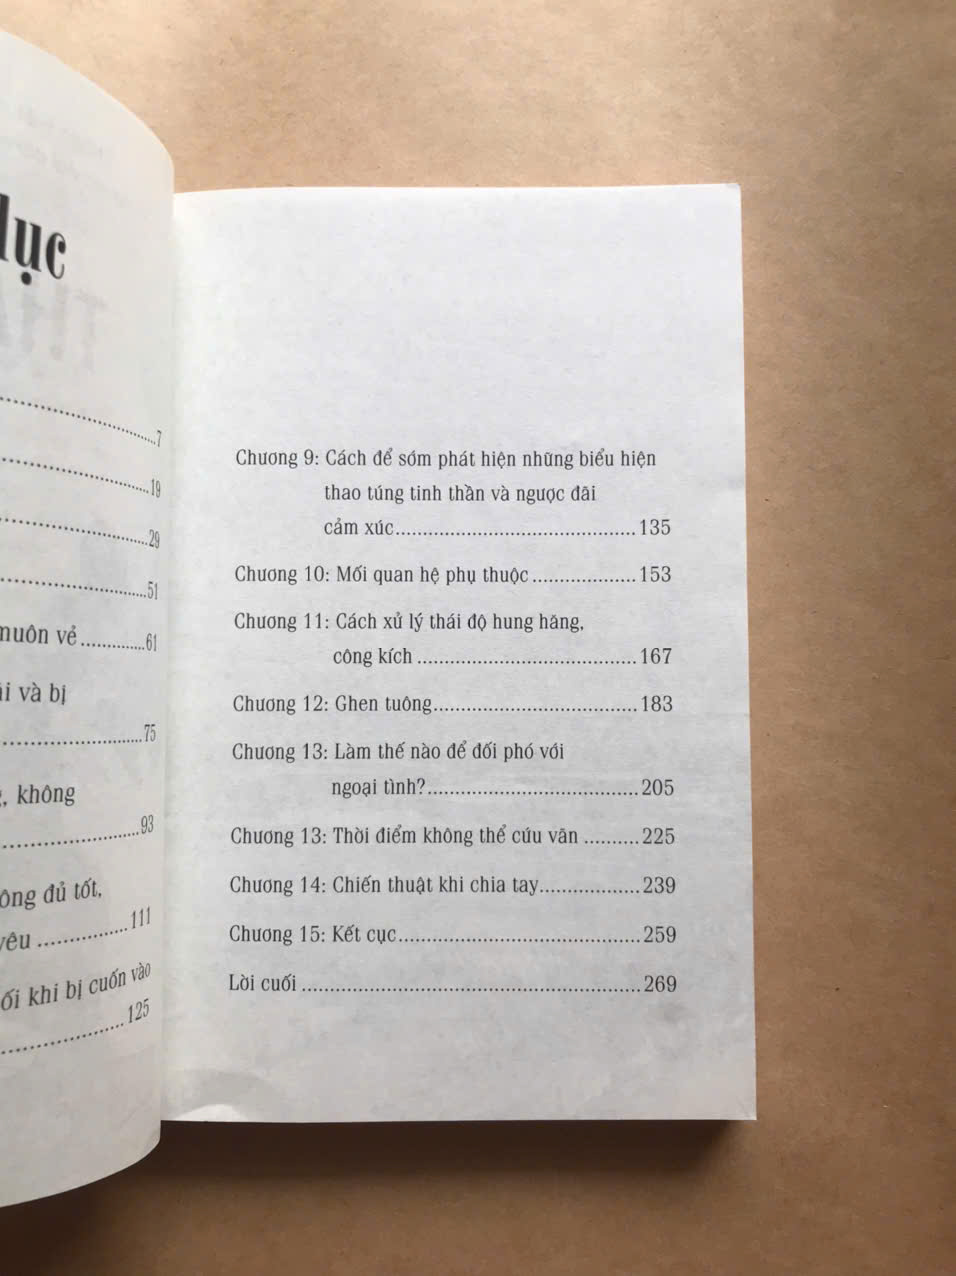 lục
7
19
29
51
muôn vẻ 61
và bị
75
không
93
đủ tốt,
yêu 111
khi bị cuốn vào
125
Chương 9: Cách để sớm phát hiện những biểu hiện
thao túng tinh thần và ngược đãi
cảm xúc 135
Chương 10: Mối quan hệ phụ thuộc 153
Chương 11: Cách xử lý thái độ hung hăng,
công kích 167
Chương 12: Ghen tuông 183
Chương 13: Làm thế nào để đối phó với
ngoại tình? 205
Chương 13: Thời điểm không thể cứu vãn 225
Chương 14: Chiến thuật khi chia tay 239
Chương 15: Kết cục 259
Lời cuối 269